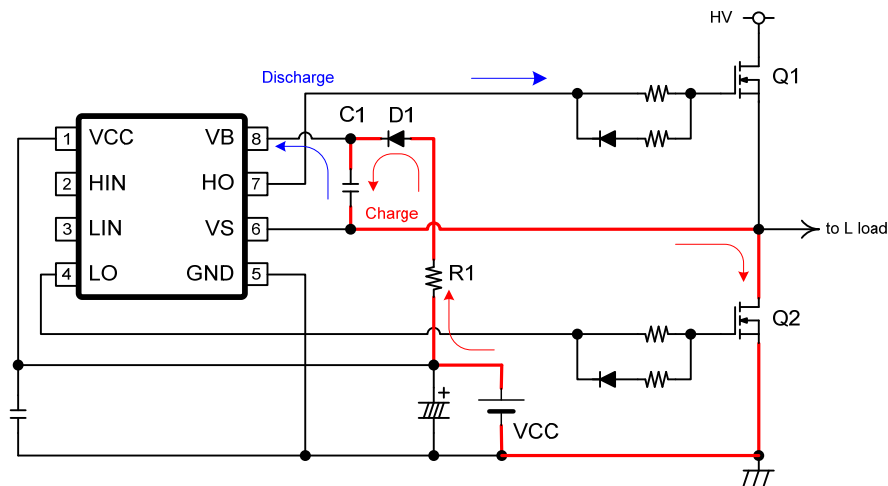 HV
Q1
Discharge
C1 D1
1 VCC VB 8
2 HIN HO 7
3 LIN VS 6
4 LO GND 5
Charge
to L load
R1
Q2
+
VCC